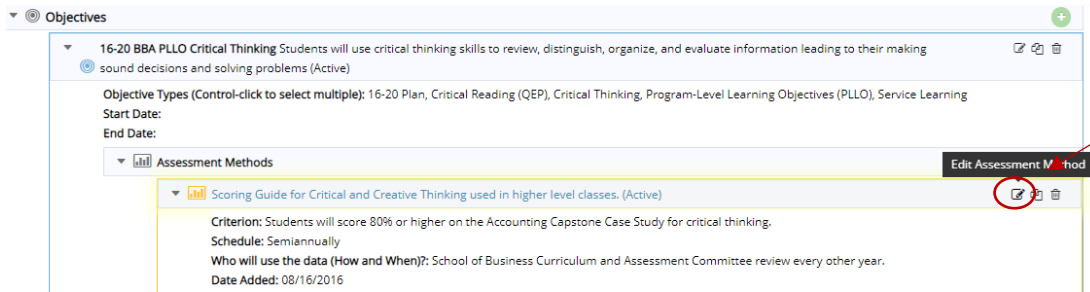 Objectives
16-20 BBA PLLO Critical Thinking Students will use critical thinking skills to review, distinguish, organize, and evaluate information leading to their making
sound decisions and solving problems (Active)
Objective Types (Control-click to select multiple): 16-20 Plan, Critical Reading (QEP), Critical Thinking, Program-Level Learning Objectives (PLLO), Service Learning
Start Date:
End Date:
Assessment Methods
Edit Assessment Method
Scoring Guide for Critical and Creative Thinking used in higher level classes. (Active)
Criterion: Students will score 80% or higher on the Accounting Capstone Case Study for critical thinking.
Schedule: Semiannually
Who will use the data (How and When)?: School of Business Curriculum and Assessment Committee review every other year.
Date Added: 08/16/2016